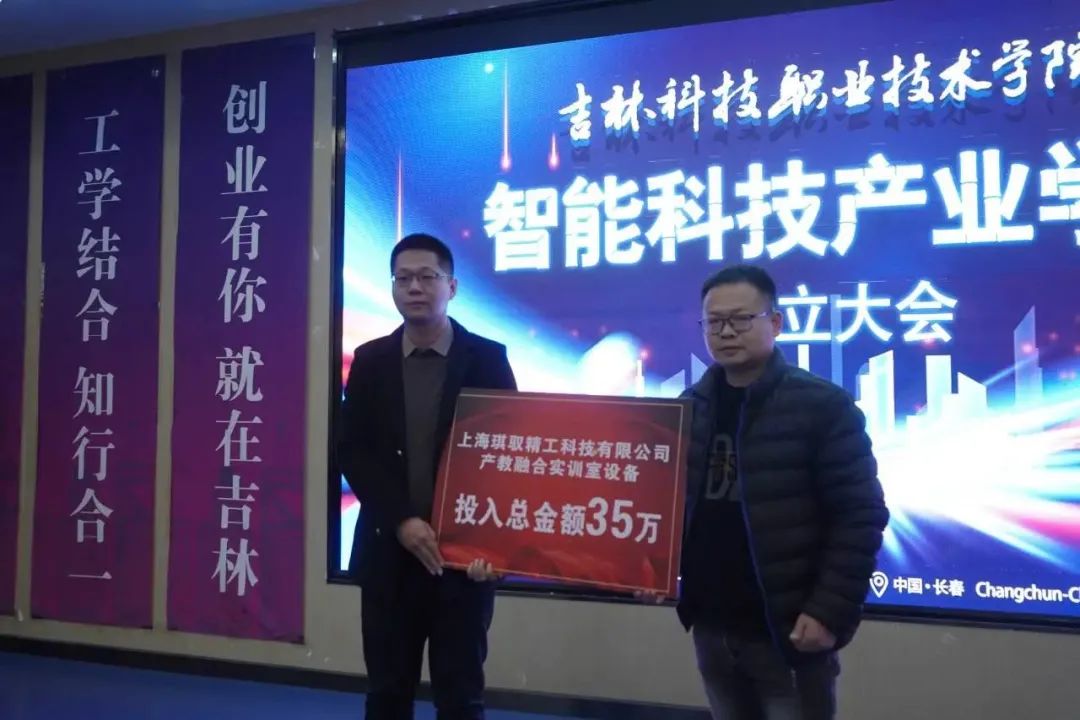 工学结合 知行合一
创业有你 就在吉林
吉林科技职业技术学院
智能科技产业学
立大会
上海琪驭精工科技有限公司
产教融合实训室设备
投入总金额35万
中国·长春 Changchun-C